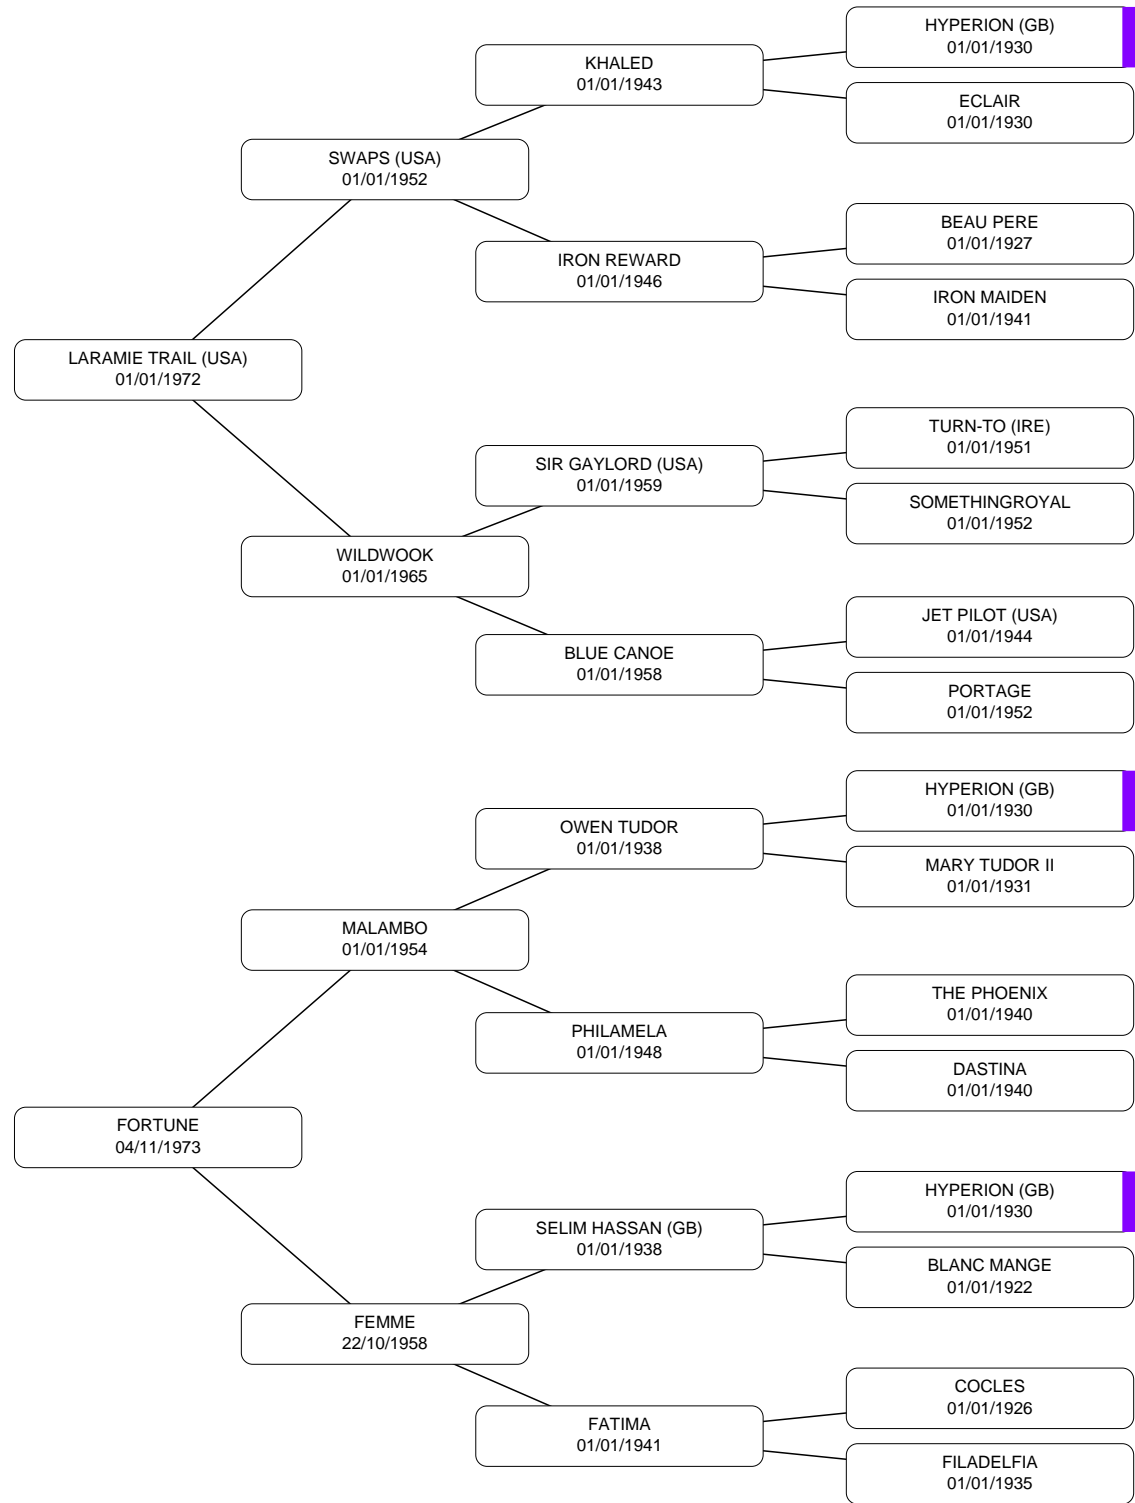 HYPERION (GB)
01/01/1930
KHALED
01/01/1943
ECLAIR
01/01/1930
SWAPS (USA)
01/01/1952
BEAU PERE
01/01/1927
IRON REWARD
01/01/1946
IRON MAIDEN
01/01/1941
LARAMIE TRAIL (USA)
01/01/1972
TURN-TO (IRE)
01/01/1951
SIR GAYLORD (USA)
01/01/1959
SOMETHINGROYAL
01/01/1952
WILDWOOK
01/01/1965
JET PILOT (USA)
01/01/1944
BLUE CANOE
01/01/1958
PORTAGE
01/01/1952
HYPERION (GB)
01/01/1930
OWEN TUDOR
01/01/1938
MARY TUDOR II
01/01/1931
MALAMBO
01/01/1954
THE PHOENIX
01/01/1940
PHILAMELA
01/01/1948
DASTINA
01/01/1940
FORTUNE
04/11/1973
HYPERION (GB)
01/01/1930
SELIM HASSAN (GB)
01/01/1938
BLANC MANGE
01/01/1922
FEMME
22/10/1958
COCLES
01/01/1926
FATIMA
01/01/1941
FILADELFIA
01/01/1935